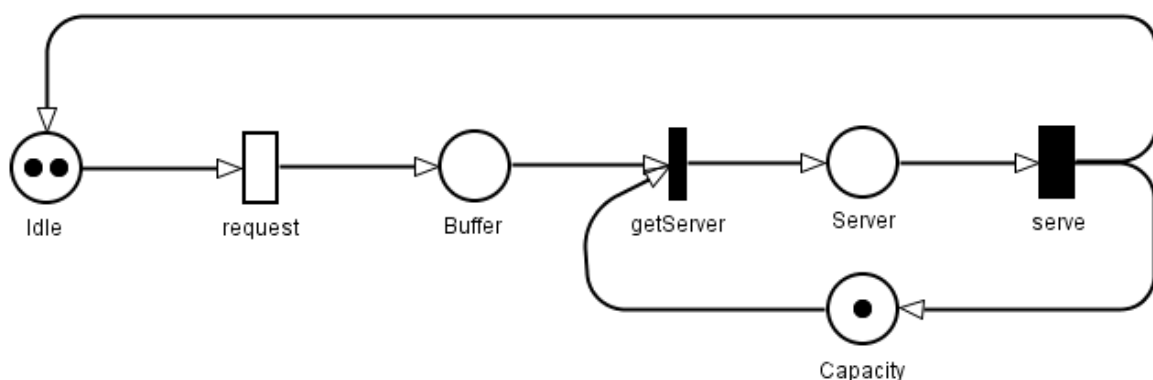 Idle
request
Buffer
getServer
Server
serve
Capacity